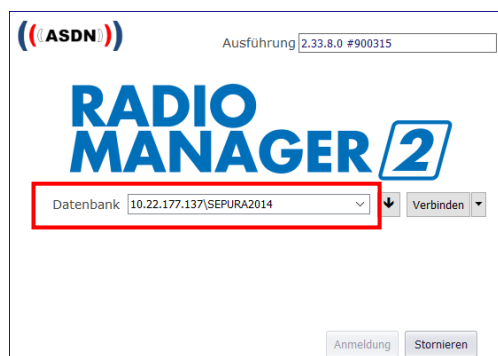 (((ASDN)))
Ausführung 2.33.8.0 #900315
RADIO
MANAGER 2
Datenbank 10.22.177.137\SEPURA2014 Verbinden
Anmeldung Stornieren